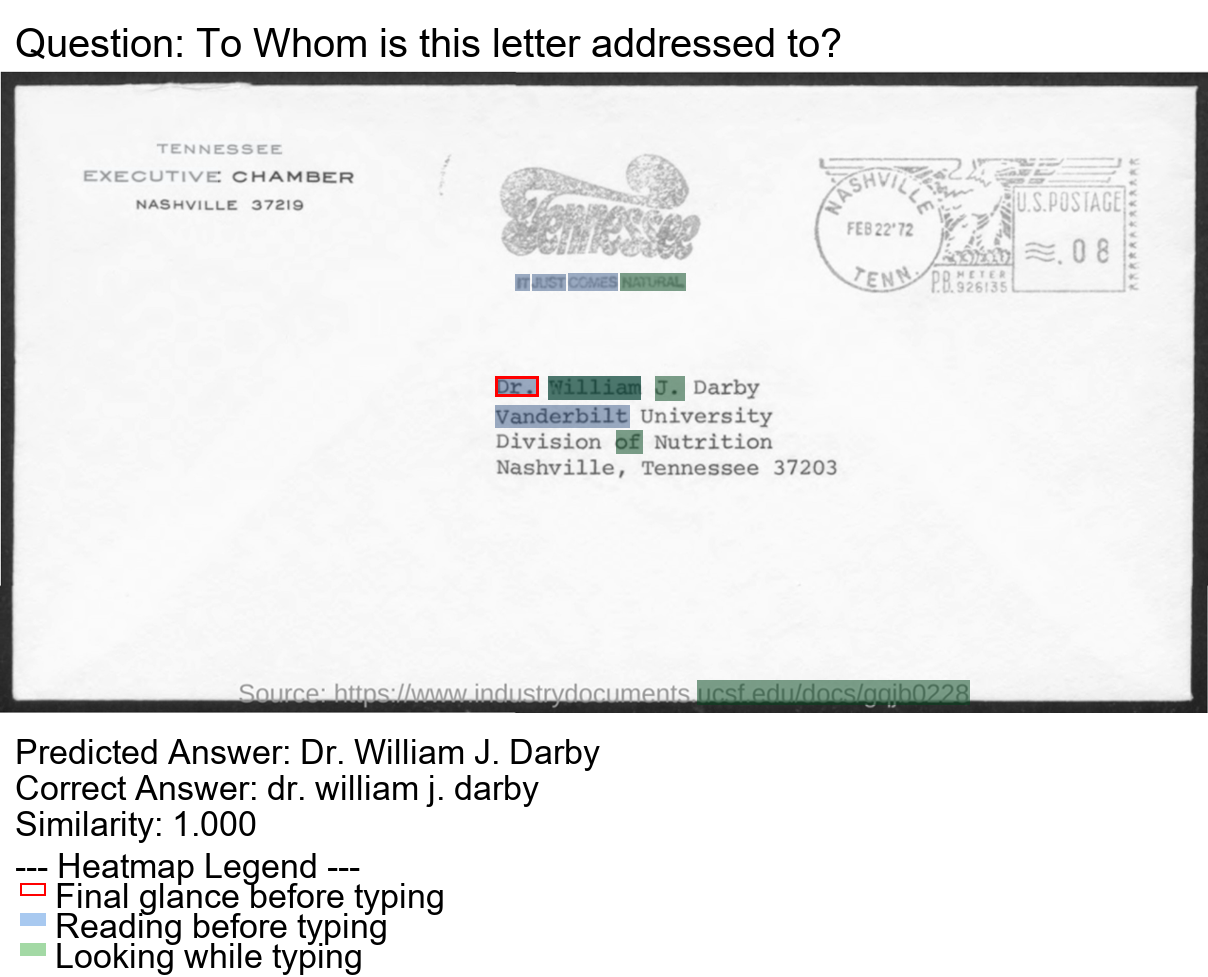 Question: To Whom is this letter addressed to?
TENNESSEE
EXECUTIVE CHAMBER
NASHVILLE 37219
Tennessee
IT JUST COMES NATURAL
NASHVILLE
FEB 22'72
TENN.
U.S.POSTAGE
.08
P.B. METER
926135
Dr. William J. Darby
Vanderbilt University
Division of Nutrition
Nashville, Tennessee 37203
Source: https://www.industrydocuments.ucsf.edu/docs/gqjb0228
Predicted Answer: Dr. William J. Darby
Correct Answer: dr. william j. darby
Similarity: 1.000
--- Heatmap Legend ---
Final glance before typing
Reading before typing
Looking while typing